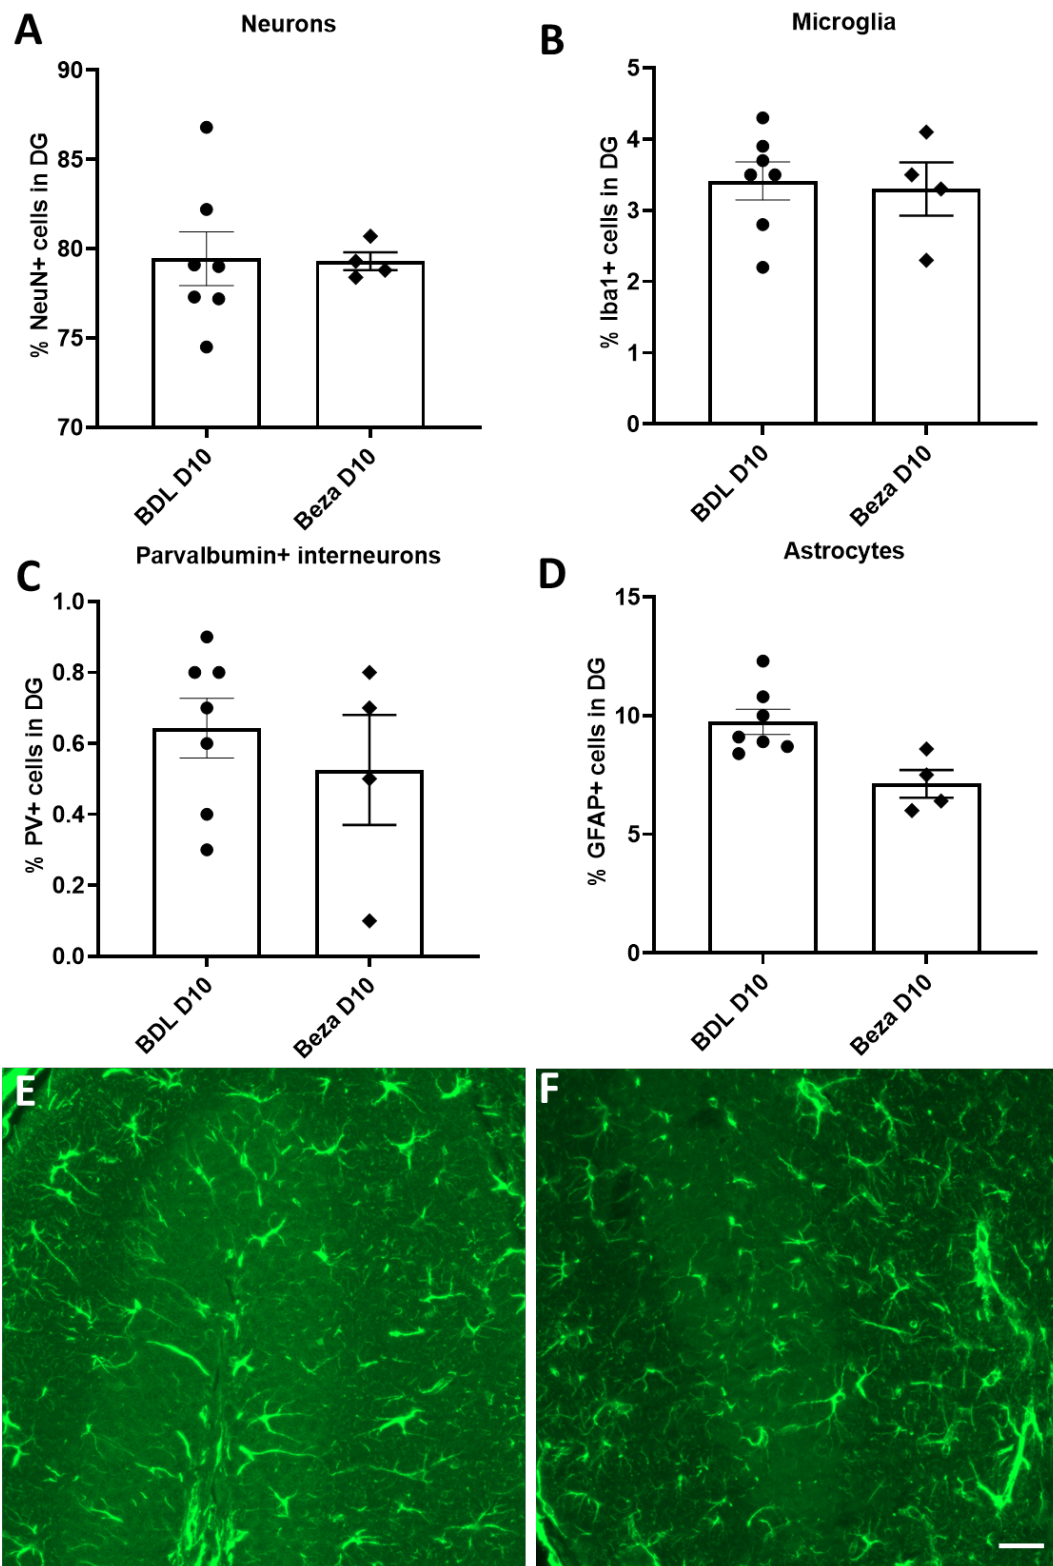 A
Neurons
% NeuN+ cells in DG
90
85
80
75
70
BDL D10
Beza D10
B
Microglia
% Iba1+ cells in DG
5
4
3
2
1
0
BDL D10
Beza D10
C
Parvalbumin+ interneurons
% PV+ cells in DG
1.0
0.8
0.6
0.4
0.2
0.0
BDL D10
Beza D10
D
Astrocytes
% GFAP+ cells in DG
15
10
5
0
BDL D10
Beza D10
E
F